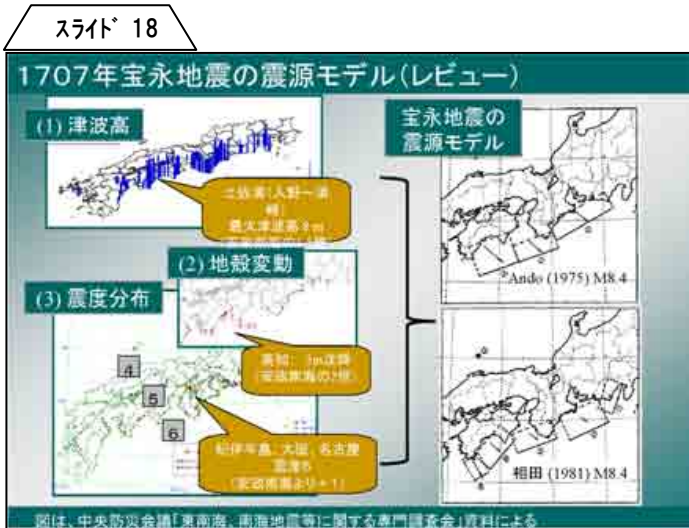 スライド 18
1707年宝永地震の震源モデル(レビュー)
(1) 津波高
宝永地震の
震源モデル
最大津波高
(2) 地殻変動
Ando (1975) M8.4
(3) 震度分布
4
5
6
高知:
紀伊半島、大阪、名古屋
震度6
相田 (1981) M8.4
図は、中央防災会議「東南海、南海地震等に関する専門調査会」資料による